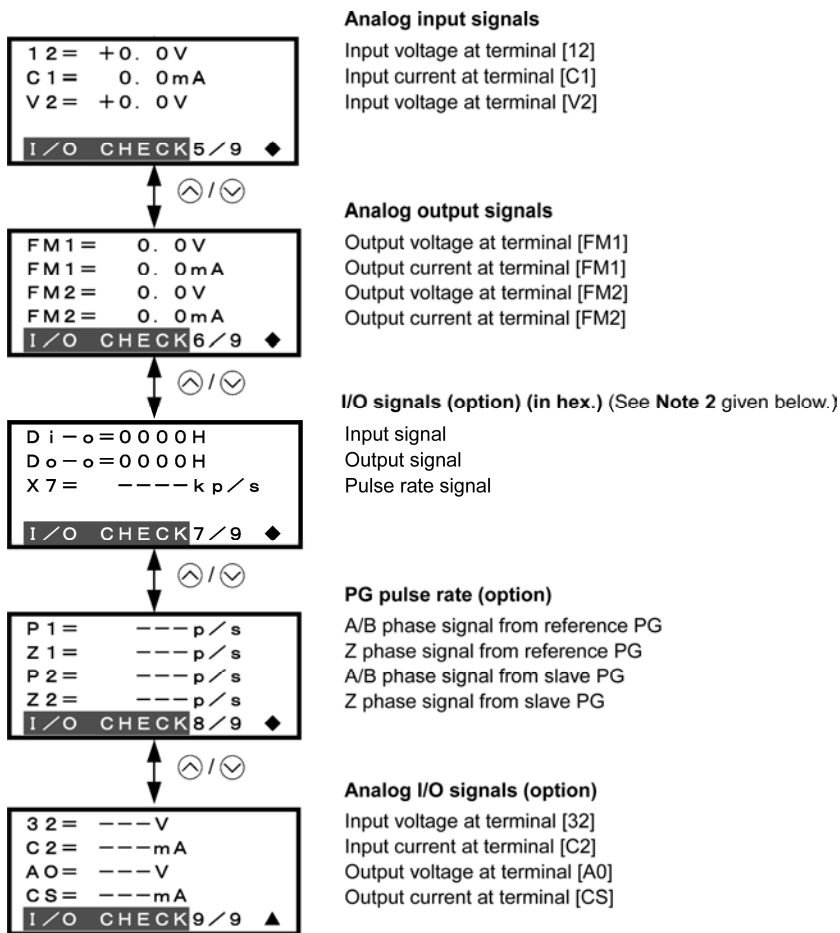 Analog input signals
12= +0. 0V
Input voltage at terminal [12]
C1= 0. 0mA
Input current at terminal [C1]
V2= +0. 0V
Input voltage at terminal [V2]
I/O CHECK 5/9 ◆
/
Analog output signals
FM1= 0. 0V
Output voltage at terminal [FM1]
FM1= 0. 0mA
Output current at terminal [FM1]
FM2= 0. 0V
Output voltage at terminal [FM2]
FM2= 0. 0mA
Output current at terminal [FM2]
I/O CHECK 6/9 ◆
/
I/O signals (option) (in hex.) (See Note 2 given below.)
Di-o=0000H
Input signal
Do-o=0000H
Output signal
X7= ----kp/s
Pulse rate signal
I/O CHECK 7/9 ◆
/
PG pulse rate (option)
P1= ---p/s
A/B phase signal from reference PG
Z1= ---p/s
Z phase signal from reference PG
P2= ---p/s
A/B phase signal from slave PG
Z2= ---p/s
Z phase signal from slave PG
I/O CHECK 8/9 ◆
/
Analog I/O signals (option)
32= ---V
Input voltage at terminal [32]
C2= ---mA
Input current at terminal [C2]
AO= ---V
Output voltage at terminal [A0]
CS= ---mA
Output current at terminal [CS]
I/O CHECK 9/9 ▲